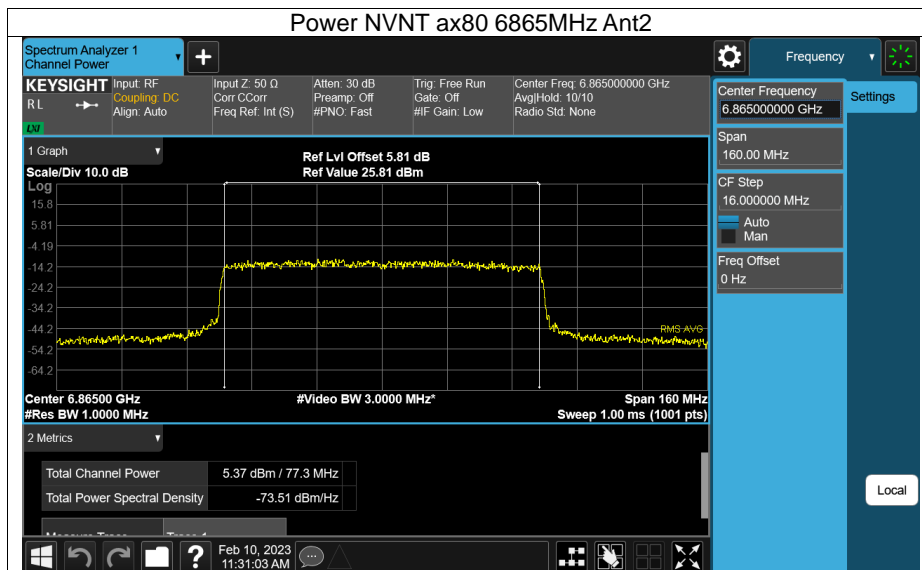 Power NVNT ax80 6865MHz Ant2
Spectrum Analyzer 1
Channel Power
+
Frequency
KEYSIGHT
RL
LXI
Input: RF
Coupling: DC
Align: Auto
Input Z: 50 Ω
Corr CCorr
Freq Ref: Int (S)
Atten: 30 dB
Preamp: Off
#PNO: Fast
Trig: Free Run
Gate: Off
#IF Gain: Low
Center Freq: 6.865000000 GHz
Avg|Hold: 10/10
Radio Std: None
Center Frequency
6.865000000 GHz
Settings
Span
160.00 MHz
CF Step
16.000000 MHz
Auto
Man
Freq Offset
0 Hz
1 Graph
Scale/Div 10.0 dB
Ref Lvl Offset 5.81 dB
Ref Value 25.81 dBm
Log
15.8
5.81
-4.19
-14.2
-24.2
-34.2
-44.2
-54.2
-64.2
RMS AVG
Center 6.86500 GHz
#Video BW 3.0000 MHz*
Span 160 MHz
#Res BW 1.0000 MHz
Sweep 1.00 ms (1001 pts)
2 Metrics
Total Channel Power 5.37 dBm / 77.3 MHz
Total Power Spectral Density -73.51 dBm/Hz
Measure Trace Trace 1
Local
?
Feb 10, 2023
11:31:03 AM